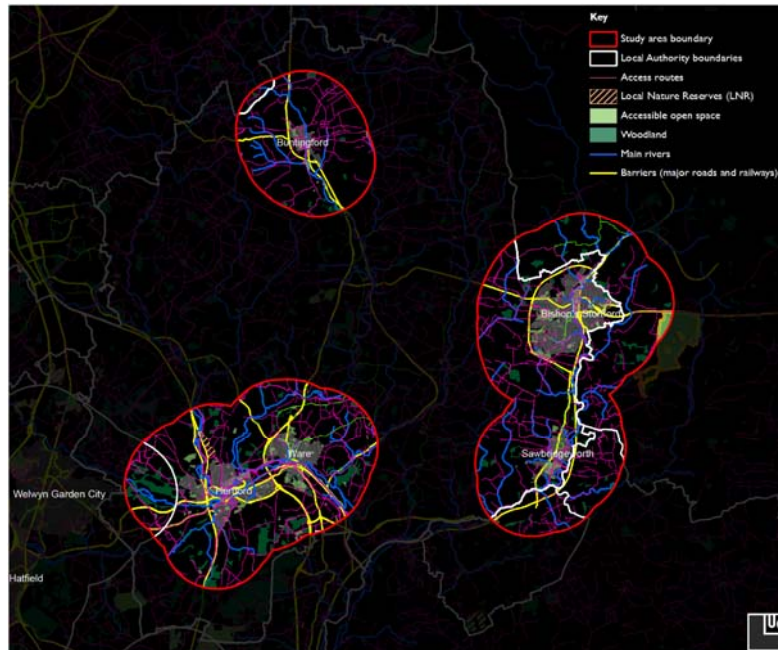 Key
Study area boundary
Local Authority boundaries
Access routes
Local Nature Reserves (LNR)
Accessible open space
Woodland
Main rivers
Barriers (major roads and railways)
Buntingford
Bishop's Stortford
Sawbridgeworth
Ware
Hertford
Welwyn Garden City
Hatfield